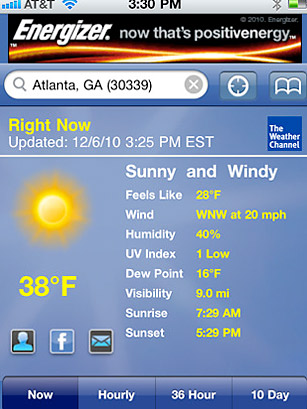 AT&T 3:30 PM
© 2010. Energizer.
Energizer. now that's positivenergy.™
Atlanta, GA (30339)
Right Now
Updated: 12/6/10 3:25 PM EST
The
Weather
Channel
Sunny and Windy
Feels Like 28°F
Wind WNW at 20 mph
Humidity 40%
UV Index 1 Low
Dew Point 16°F
Visibility 9.0 mi
Sunrise 7:29 AM
Sunset 5:29 PM
38°F
f
Now Hourly 36 Hour 10 Day